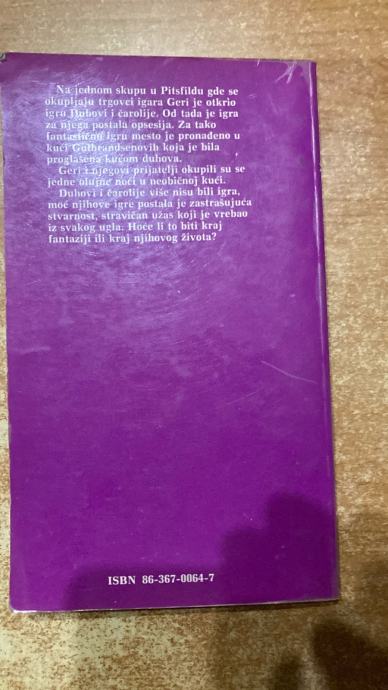 Na jednom skupu u Pitsfildu gde se
okupljaju trgovci igara Geri je otkrio
igru Duhovi i čarolije. Od tada je igra
za njega postala opsesija. Za tako
fantastičnu igru mesto je pronađeno u
kući Gulbrandsenovih koja je bila
proglašena kućom duhova.
Geri i njegovi prijatelji okupili su se
jedne olujne noći u neobičnoj kući.
Duhovi i čarolije više nisu bili igra,
moć njihove igre postala je zastrašujuća
stvarnost, stravičan užas koji je vrebao
iz svakog ugla. Hoće li to biti kraj
fantaziji ili kraj njihovog života?
ISBN 86-367-0064-7